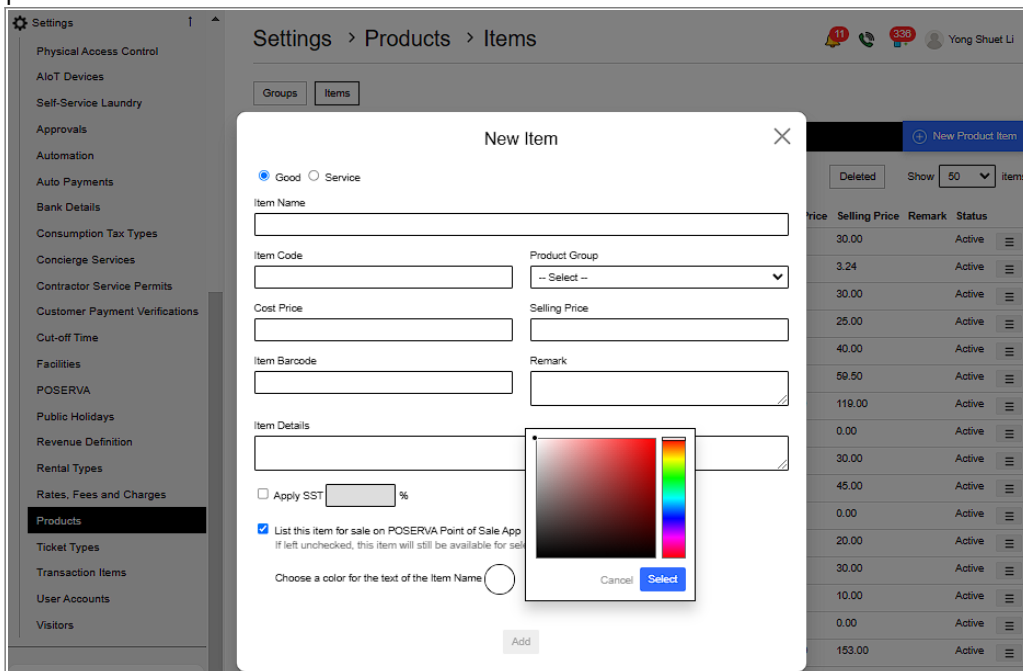 Settings
Physical Access Control
AIoT Devices
Self-Service Laundry
Approvals
Automation
Auto Payments
Bank Details
Consumption Tax Types
Concierge Services
Contractor Service Permits
Customer Payment Verifications
Cut-off Time
Facilities
POSERVA
Public Holidays
Revenue Definition
Rental Types
Rates, Fees and Charges
Products
Ticket Types
Transaction Items
User Accounts
Visitors
Settings > Products > Items
11
336
Yong Shuet Li
Groups Items
New Product Item
Deleted Show 50 items
Price Selling Price Remark Status
30.00 Active
3.24 Active
30.00 Active
25.00 Active
40.00 Active
59.50 Active
119.00 Active
0.00 Active
30.00 Active
45.00 Active
0.00 Active
20.00 Active
30.00 Active
10.00 Active
0.00 Active
153.00 Active
New Item
Good Service
Item Name
Item Code Product Group
-- Select --
Cost Price Selling Price
Item Barcode Remark
Item Details
Apply SST %
List this item for sale on POSERVA Point of Sale App
If left unchecked, this item will still be available for
Choose a color for the text of the Item Name
Cancel Select
Add